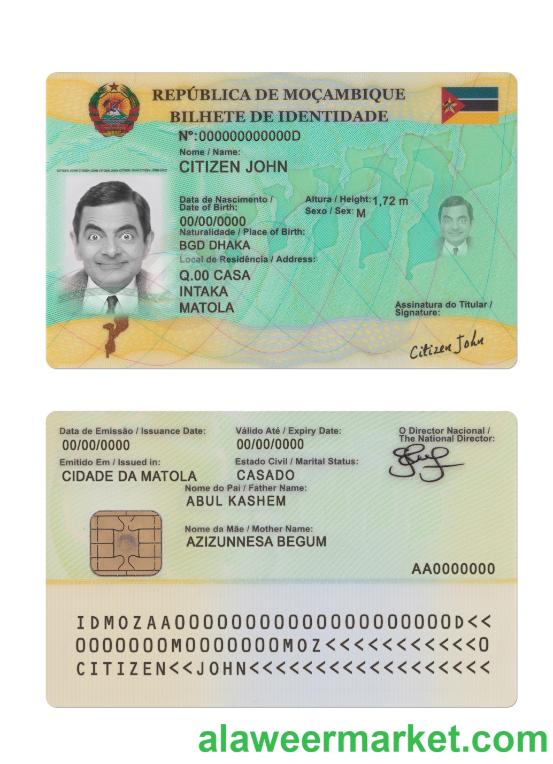 REPÚBLICA DE MOÇAMBIQUE
BILHETE DE IDENTIDADE
Nº:000000000000D
Nome / Name:
CITIZEN JOHN
Data de Nascimento /
Date of Birth:
00/00/0000
Altura / Height: 1,72 m
Sexo / Sex: M
Naturalidade / Place of Birth:
BGD DHAKA
Local de Residência / Address:
Q.00 CASA
INTAKA
MATOLA
Assinatura do Titular /
Signature:
Citizen John
Data de Emissão / Issuance Date:
00/00/0000
Válido Até / Expiry Date:
00/00/0000
O Director Nacional /
The National Director:
Emitido Em / Issued in:
CIDADE DA MATOLA
Estado Civil / Marital Status:
CASADO
Nome do Pai / Father Name:
ABUL KASHEM
Nome da Mãe / Mother Name:
AZIZUNNESA BEGUM
AA0000000
IDMOZAA000000000000000000000D<<
0000000M0000000MOZ<<<<<<<<<<<0
CITIZEN<<JOHN<<<<<<<<<<<<<<<<<
alaweermarket.com